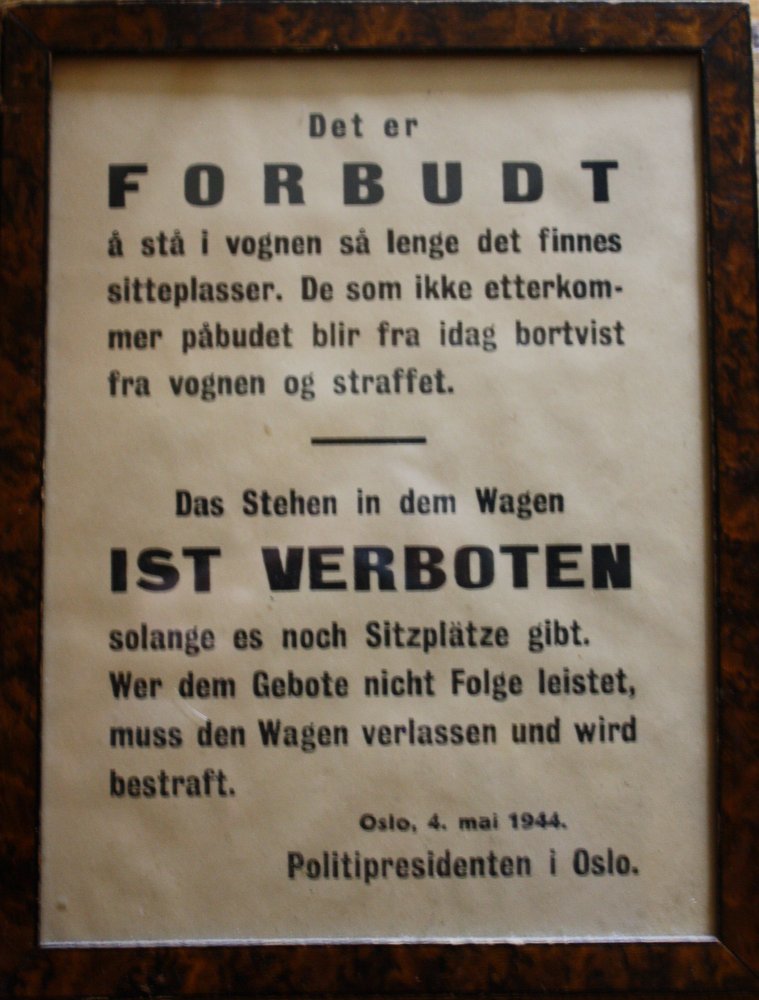 Det er
FORBUDT
å stå i vognen så lenge det finnes
sitteplasser. De som ikke etterkom-
mer påbudet blir fra idag bortvist
fra vognen og straffet.
Das Stehen in dem Wagen
IST VERBOTEN
solange es noch Sitzplätze gibt.
Wer dem Gebote nicht Folge leistet,
muss den Wagen verlassen und wird
bestraft.
Oslo, 4. mai 1944.
Politipresidenten i Oslo.